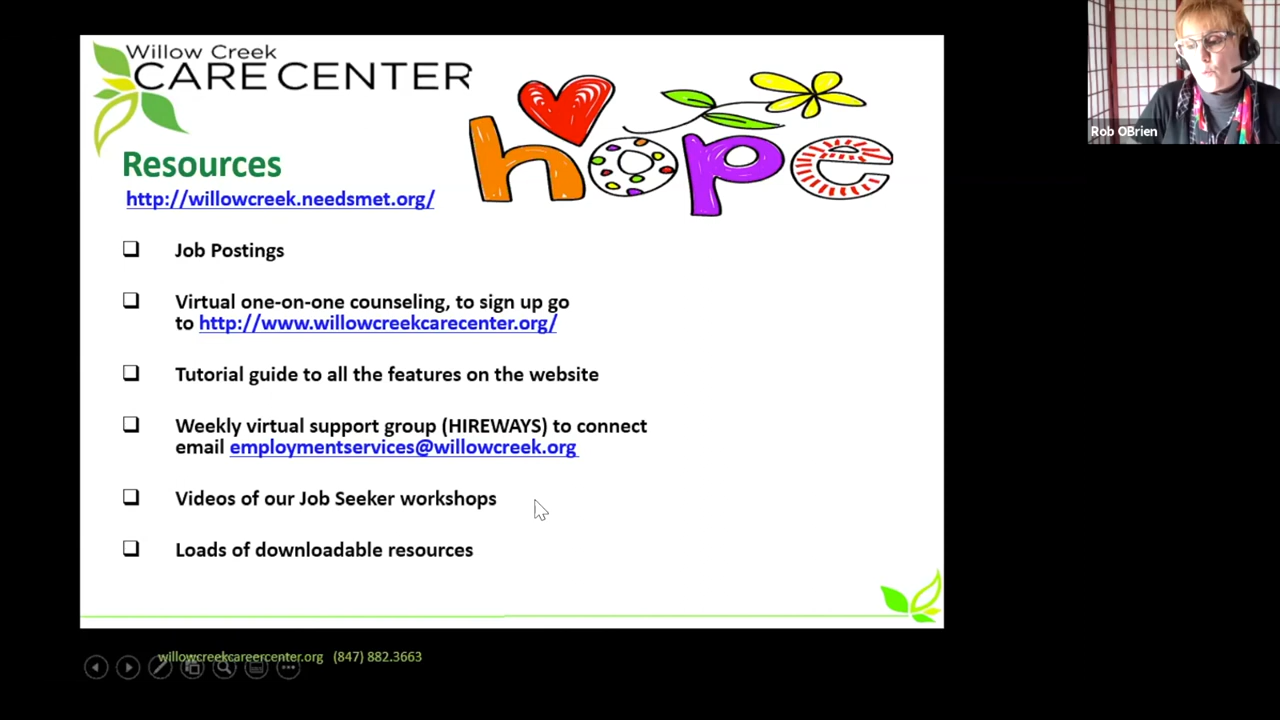 Willow Creek
CARE CENTER
hope
Rob OBrien
Resources
http://willowcreek.needsmet.org/
Job Postings
Virtual one-on-one counseling, to sign up go
to http://www.willowcreekcarecenter.org/
Tutorial guide to all the features on the website
Weekly virtual support group (HIREWAYS) to connect
email employmentservices@willowcreek.org
Videos of our Job Seeker workshops
Loads of downloadable resources
willowcreekcareercenter.org (847) 882.3663